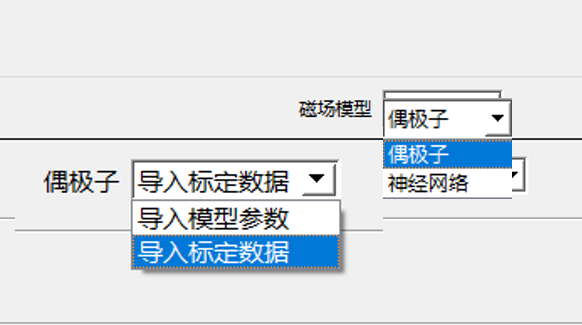 磁场模型 偶极子
偶极子
神经网络
偶极子 导入标定数据
导入模型参数
导入标定数据